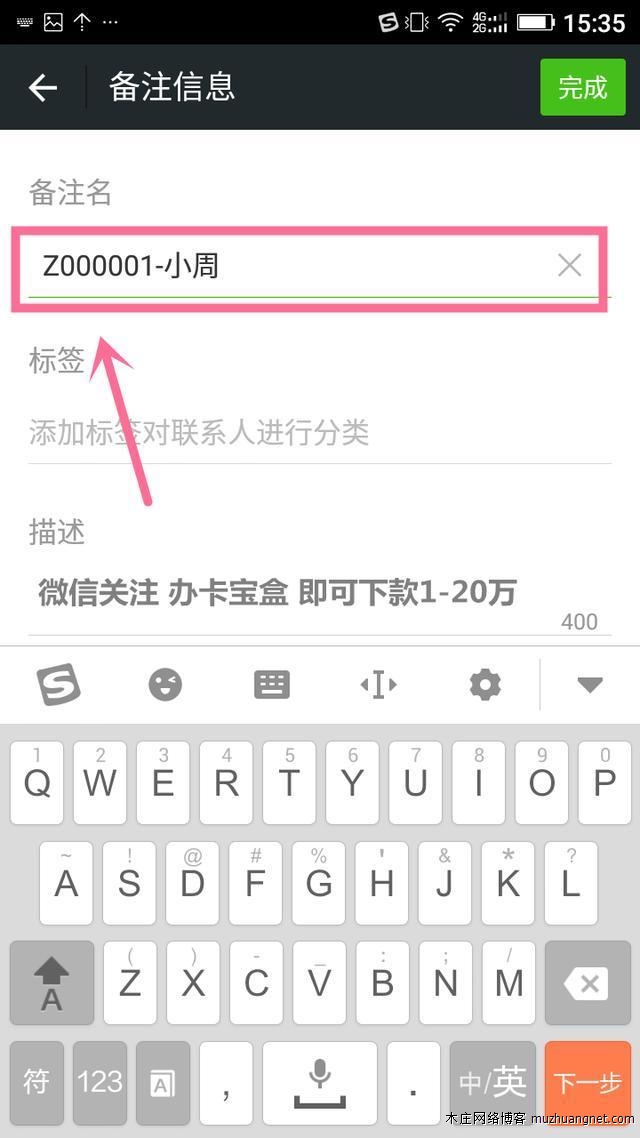 4G
2G
15:35
备注信息
完成
备注名
Z000001-小周
标签
添加标签对联系人进行分类
描述
微信关注 办卡宝盒 即可下款1-20万
400
1 2 3 4 5 6 7 8 9 0
Q W E R T Y U I O P
~ ! @ # % ' & * ?
A S D F G H J K L
( ) - _ : ; /
A Z X C V B N M
符 123 A , . 中/英 下一步
木庄网络博客 muzhuangnet.com